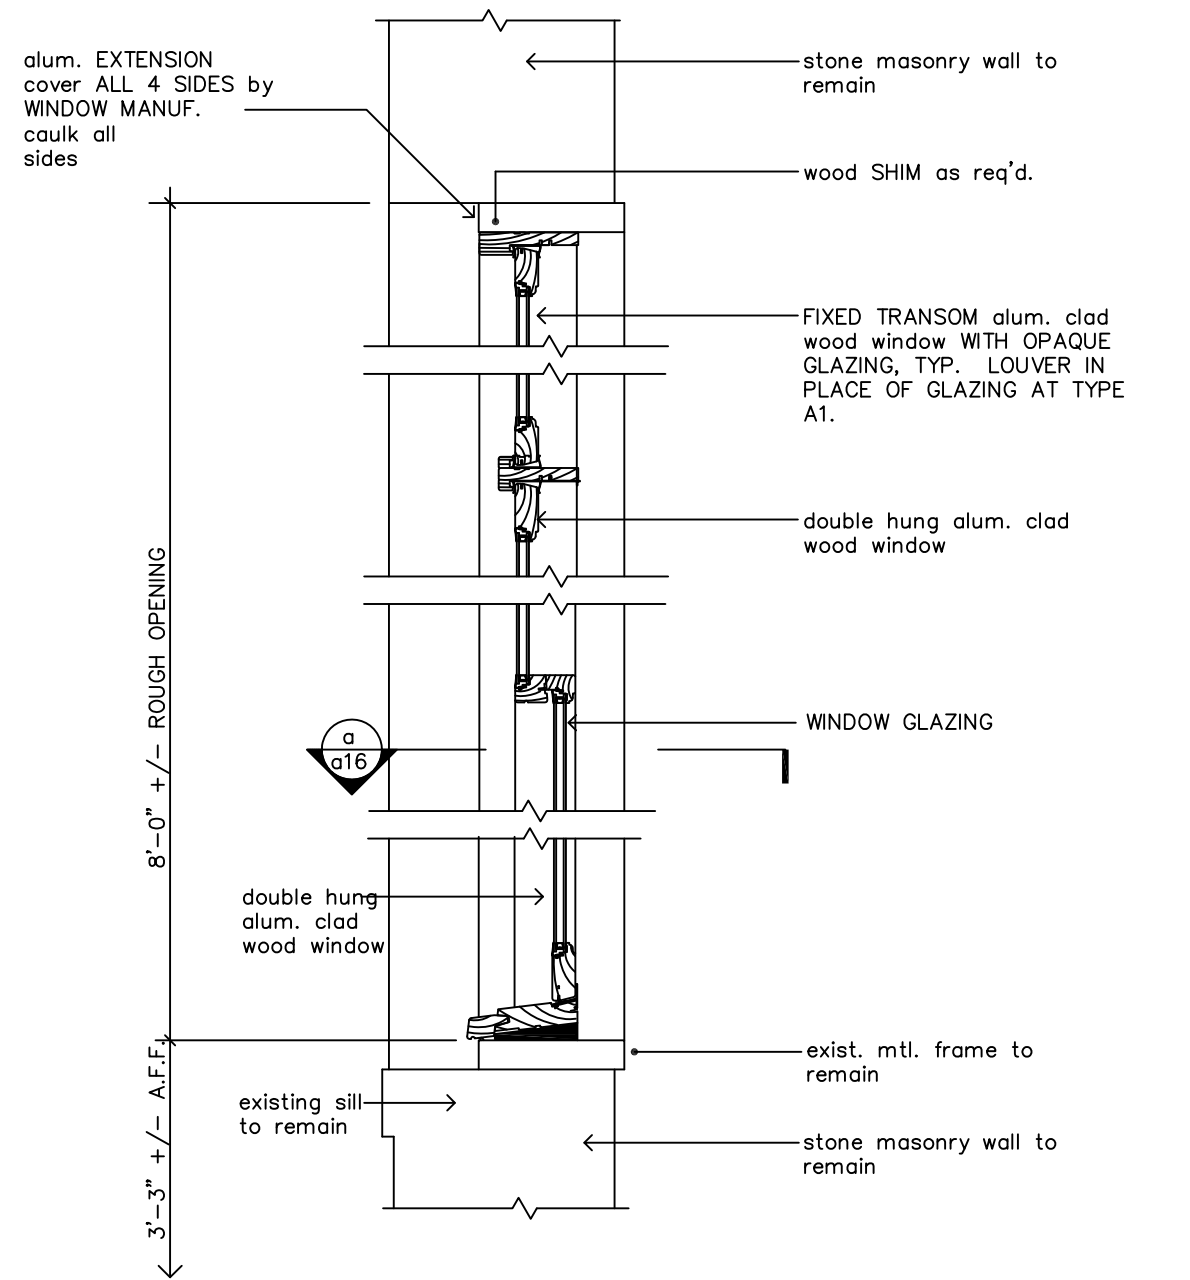 alum. EXTENSION
cover ALL 4 SIDES by
WINDOW MANUF.
caulk all
sides
stone masonry wall to
remain
wood SHIM as req'd.
FIXED TRANSOM alum. clad
wood window WITH OPAQUE
GLAZING, TYP. LOUVER IN
PLACE OF GLAZING AT TYPE
A1.
double hung alum. clad
wood window
8'-0" +/- ROUGH OPENING
WINDOW GLAZING
a
a16
double hung
alum. clad
wood window
exist. mtl. frame to
remain
3'-3" +/- A.F.F.
existing sill
to remain
stone masonry wall to
remain